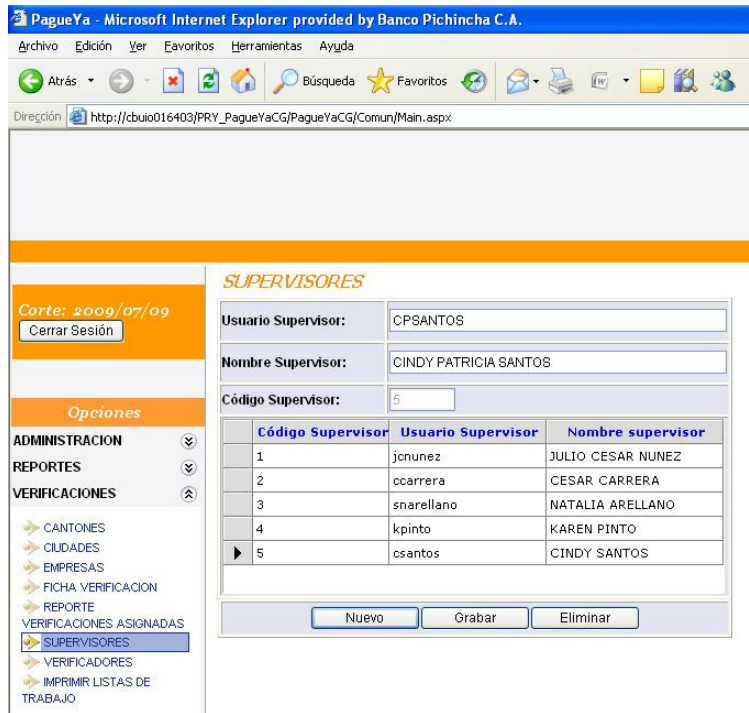 PagueYa - Microsoft Internet Explorer provided by Banco Pichincha C.A.
Archivo Edición Ver Favoritos Herramientas Ayuda
Atrás Búsqueda Favoritos
Dirección http://cbuio016403/PRY_PagueYaCG/PagueYaCG/Comun/Main.aspx
Corte: 2009/07/09
Cerrar Sesión
Opciones
ADMINISTRACION
REPORTES
VERIFICACIONES
CANTONES
CIUDADES
EMPRESAS
FICHA VERIFICACION
REPORTE
VERIFICACIONES ASIGNADAS
SUPERVISORES
VERIFICADORES
IMPRIMIR LISTAS DE
TRABAJO
SUPERVISORES
Usuario Supervisor: CPSANTOS
Nombre Supervisor: CINDY PATRICIA SANTOS
Código Supervisor: 5
Código Supervisor Usuario Supervisor Nombre supervisor
1 jcnunez JULIO CESAR NUNEZ
2 ccarrera CESAR CARRERA
3 snarellano NATALIA ARELLANO
4 kpinto KAREN PINTO
5 csantos CINDY SANTOS
Nuevo Grabar Eliminar